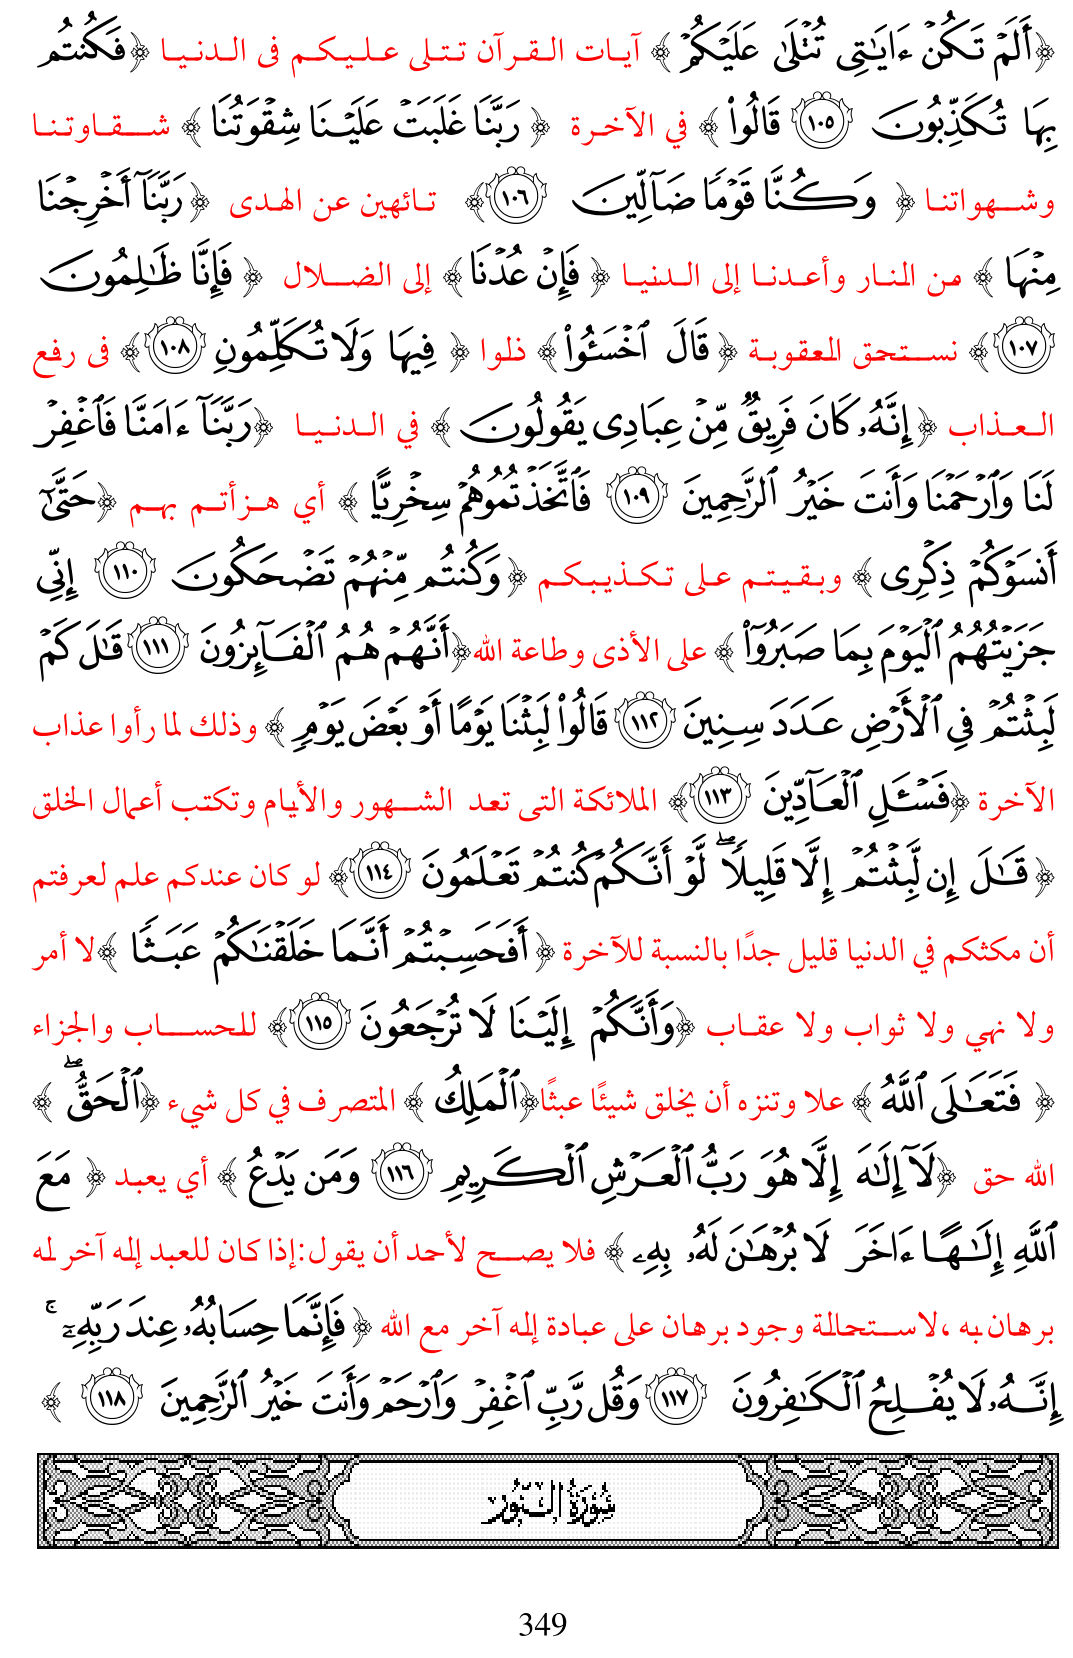 ﴿أَلَمْ تَكُنْ ءَايَٰتِى تُتْلَىٰ عَلَيْكُمْ ﴾ آيات القرآن تتلى عليكم فى الدنيا ﴿فَكُنتُم
بِهَا تُكَذِّبُونَ ١٠٥ قَالُوا۟ ﴾ في الآخرة ﴿ رَبَّنَا غَلَبَتْ عَلَيْنَا شِقْوَتُنَا ﴾ شقاوتنا
وشهواتنا ﴿ وَكُنَّا قَوْمًا ضَآلِّينَ ١٠٦ ﴾ تائهين عن الهدى ﴿رَبَّنَآ أَخْرِجْنَا
مِنْهَا ﴾ من النار وأعدنا إلى الدنيا ﴿ فَإِنْ عُدْنَا ﴾ إلى الضلال ﴿ فَإِنَّا ظَٰلِمُونَ
١٠٧ ﴾ نستحق العقوبة ﴿ قَالَ ٱخْسَـُٔوا۟ ﴾ ذلوا ﴿ فِيهَا وَلَا تُكَلِّمُونِ ١٠٨ ﴾ فى رفع
العذاب ﴿ إِنَّهُۥ كَانَ فَرِيقٌ مِّنْ عِبَادِى يَقُولُونَ ﴾ في الدنيا ﴿رَبَّنَآ ءَامَنَّا فَٱغْفِرْ
لَنَا وَٱرْحَمْنَا وَأَنتَ خَيْرُ ٱلرَّٰحِمِينَ ١٠٩ فَٱتَّخَذْتُمُوهُمْ سِخْرِيًّا ﴾ أي هزأتم بهم ﴿حَتَّىٰٓ
أَنسَوْكُمْ ذِكْرِى ﴾ وبقيتم على تكذيبكم ﴿ وَكُنتُم مِّنْهُمْ تَضْحَكُونَ ١١٠ إِنِّى
جَزَيْتُهُمُ ٱلْيَوْمَ بِمَا صَبَرُوٓا۟ ﴾ على الأذى وطاعة الله﴿أَنَّهُمْ هُمُ ٱلْفَآئِزُونَ ١١١ قَٰلَ كَمْ
لَبِثْتُمْ فِى ٱلْأَرْضِ عَدَدَ سِنِينَ ١١٢ قَالُوا۟ لَبِثْنَا يَوْمًا أَوْ بَعْضَ يَوْمٍ ﴾ وذلك لما رأوا عذاب
الآخرة ﴿فَسْـَٔلِ ٱلْعَآدِّينَ ١١٣ ﴾ الملائكة التى تعد الشهور والأيام وتكتب أعمال الخلق
﴿ قَٰلَ إِن لَّبِثْتُمْ إِلَّا قَلِيلًا ۖ لَّوْ أَنَّكُمْ كُنتُمْ تَعْلَمُونَ ١١٤ ﴾ لو كان عندكم علم لعرفتم
أن مكثكم في الدنيا قليل جدًا بالنسبة للآخرة ﴿ أَفَحَسِبْتُمْ أَنَّمَا خَلَقْنَٰكُمْ عَبَثًا ﴾ لا أمر
ولا نهي ولا ثواب ولا عقاب ﴿وَأَنَّكُمْ إِلَيْنَا لَا تُرْجَعُونَ ١١٥ ﴾ للحساب والجزاء
﴿ فَتَعَٰلَى ٱللَّهُ ﴾ علا وتنزه أن يخلق شيئًا عبثًا﴿ٱلْمَلِكُ ﴾ المتصرف في كل شيء ﴿ٱلْحَقُّ ۖ ﴾
الله حق ﴿لَآ إِلَٰهَ إِلَّا هُوَ رَبُّ ٱلْعَرْشِ ٱلْكَرِيمِ ١١٦ وَمَن يَدْعُ ﴾ أي يعبد ﴿ مَعَ
ٱللَّهِ إِلَٰهًا ءَاخَرَ لَا بُرْهَٰنَ لَهُۥ بِهِۦ ﴾ فلا يصح لأحد أن يقول:إذا كان للعبد إله آخر له
برهان به ،لاستحالة وجود برهان على عبادة إله آخر مع الله ﴿ فَإِنَّمَا حِسَابُهُۥ عِندَ رَبِّهِۦٓ ۚ
إِنَّهُۥ لَا يُفْلِحُ ٱلْكَٰفِرُونَ ١١٧ وَقُل رَّبِّ ٱغْفِرْ وَٱرْحَمْ وَأَنتَ خَيْرُ ٱلرَّٰحِمِينَ ١١٨ ﴾
سُورَةُ النُّور
349